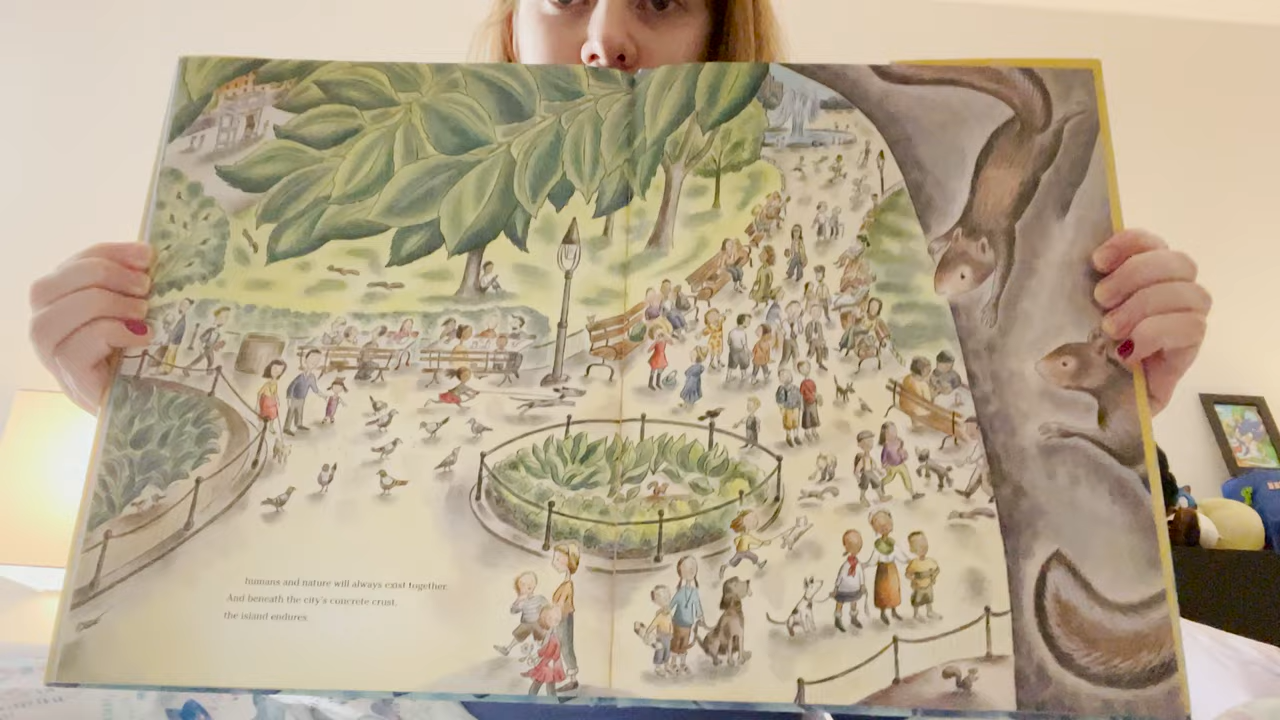 humans and nature will always exist together.
And beneath the city's concrete crust,
the island endures.